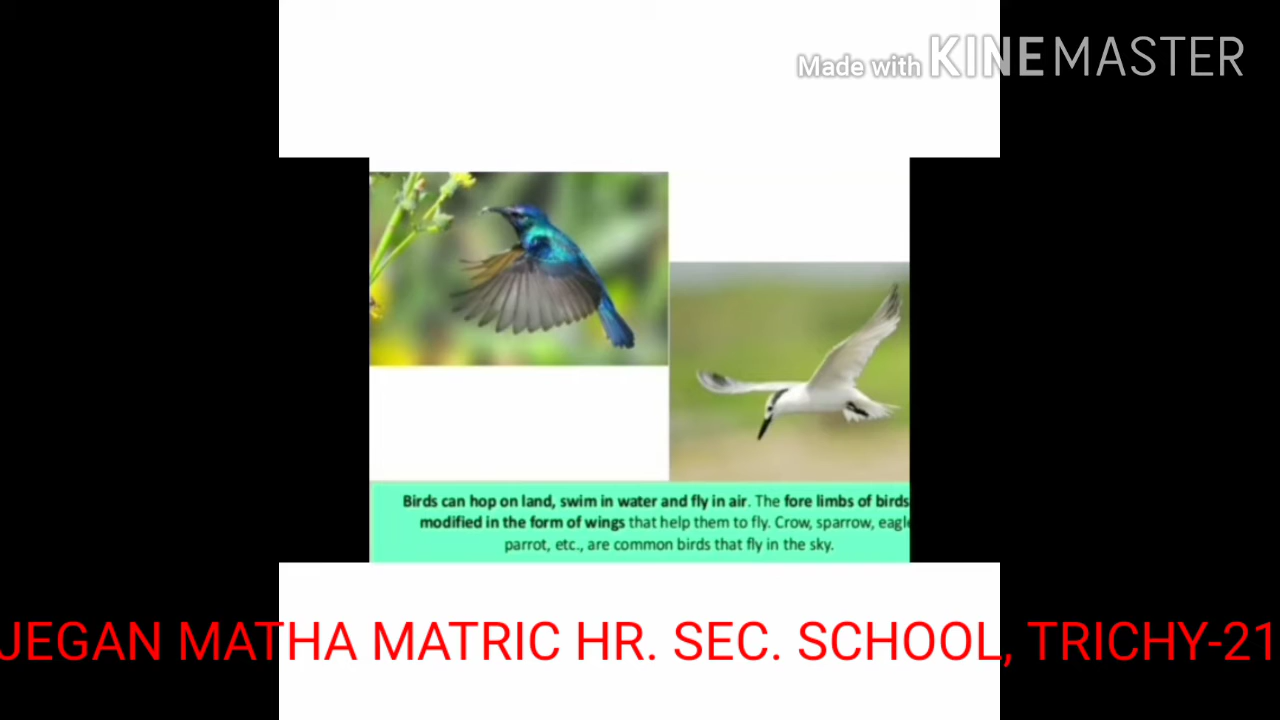 Made with KINEMASTER
Birds can hop on land, swim in water and fly in air. The fore limbs of birds
modified in the form of wings that help them to fly. Crow, sparrow, eagle
parrot, etc., are common birds that fly in the sky.
JEGAN MATHA MATRIC HR. SEC. SCHOOL, TRICHY-21